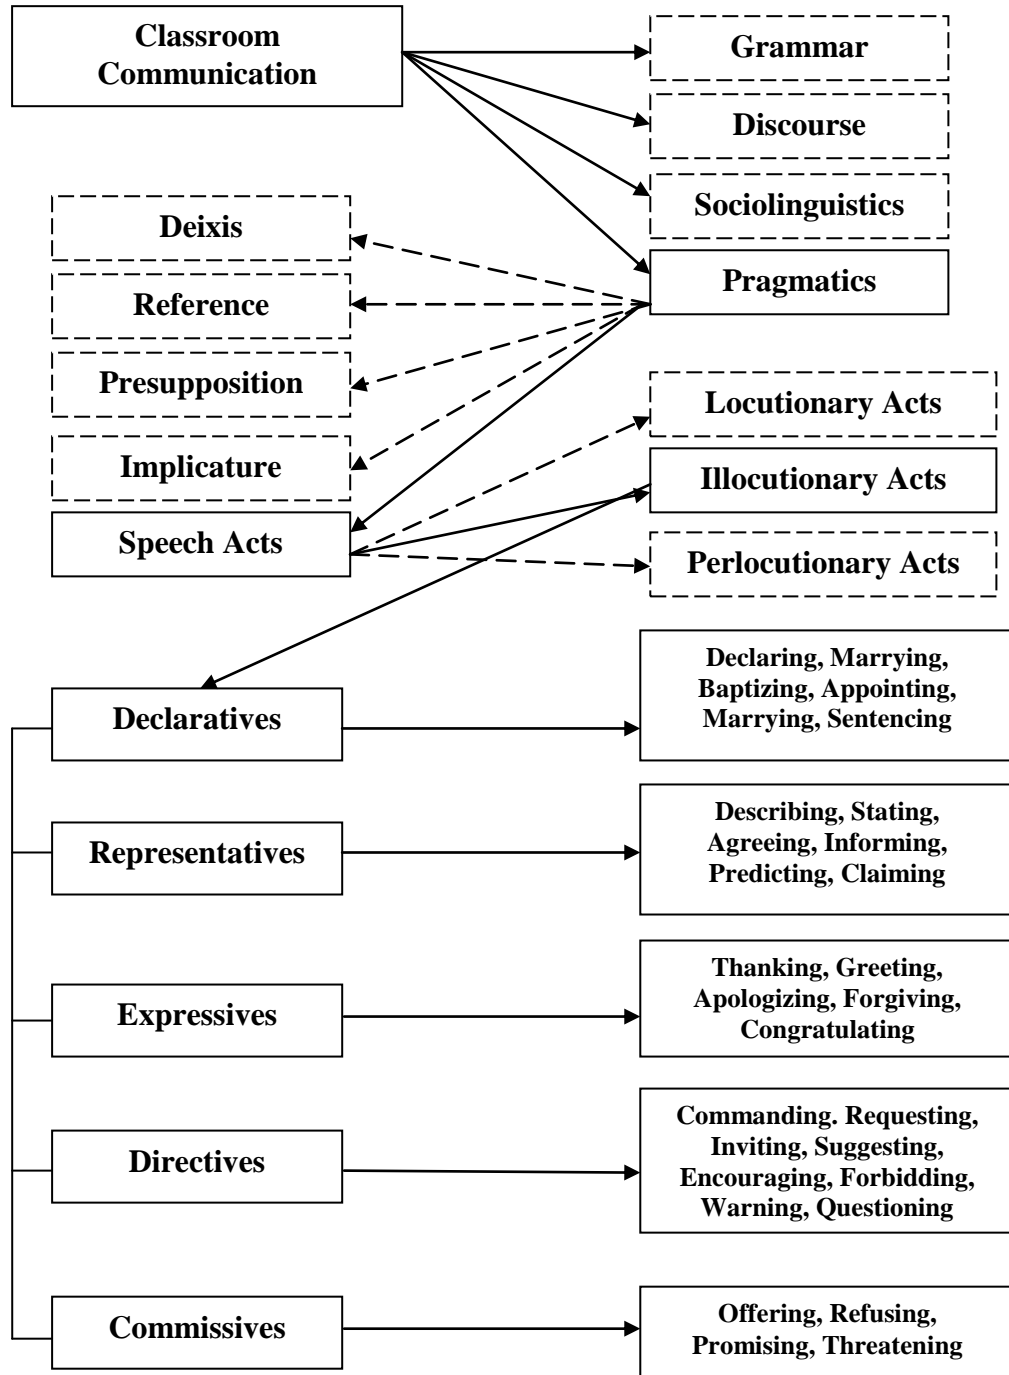 Classroom
Communication
Grammar
Discourse
Sociolinguistics
Pragmatics
Deixis
Reference
Presupposition
Implicature
Speech Acts
Locutionary Acts
Illocutionary Acts
Perlocutionary Acts
Declaratives
Declaring, Marrying,
Baptizing, Appointing,
Marrying, Sentencing
Representatives
Describing, Stating,
Agreeing, Informing,
Predicting, Claiming
Expressives
Thanking, Greeting,
Apologizing, Forgiving,
Congratulating
Directives
Commanding. Requesting,
Inviting, Suggesting,
Encouraging, Forbidding,
Warning, Questioning
Commissives
Offering, Refusing,
Promising, Threatening